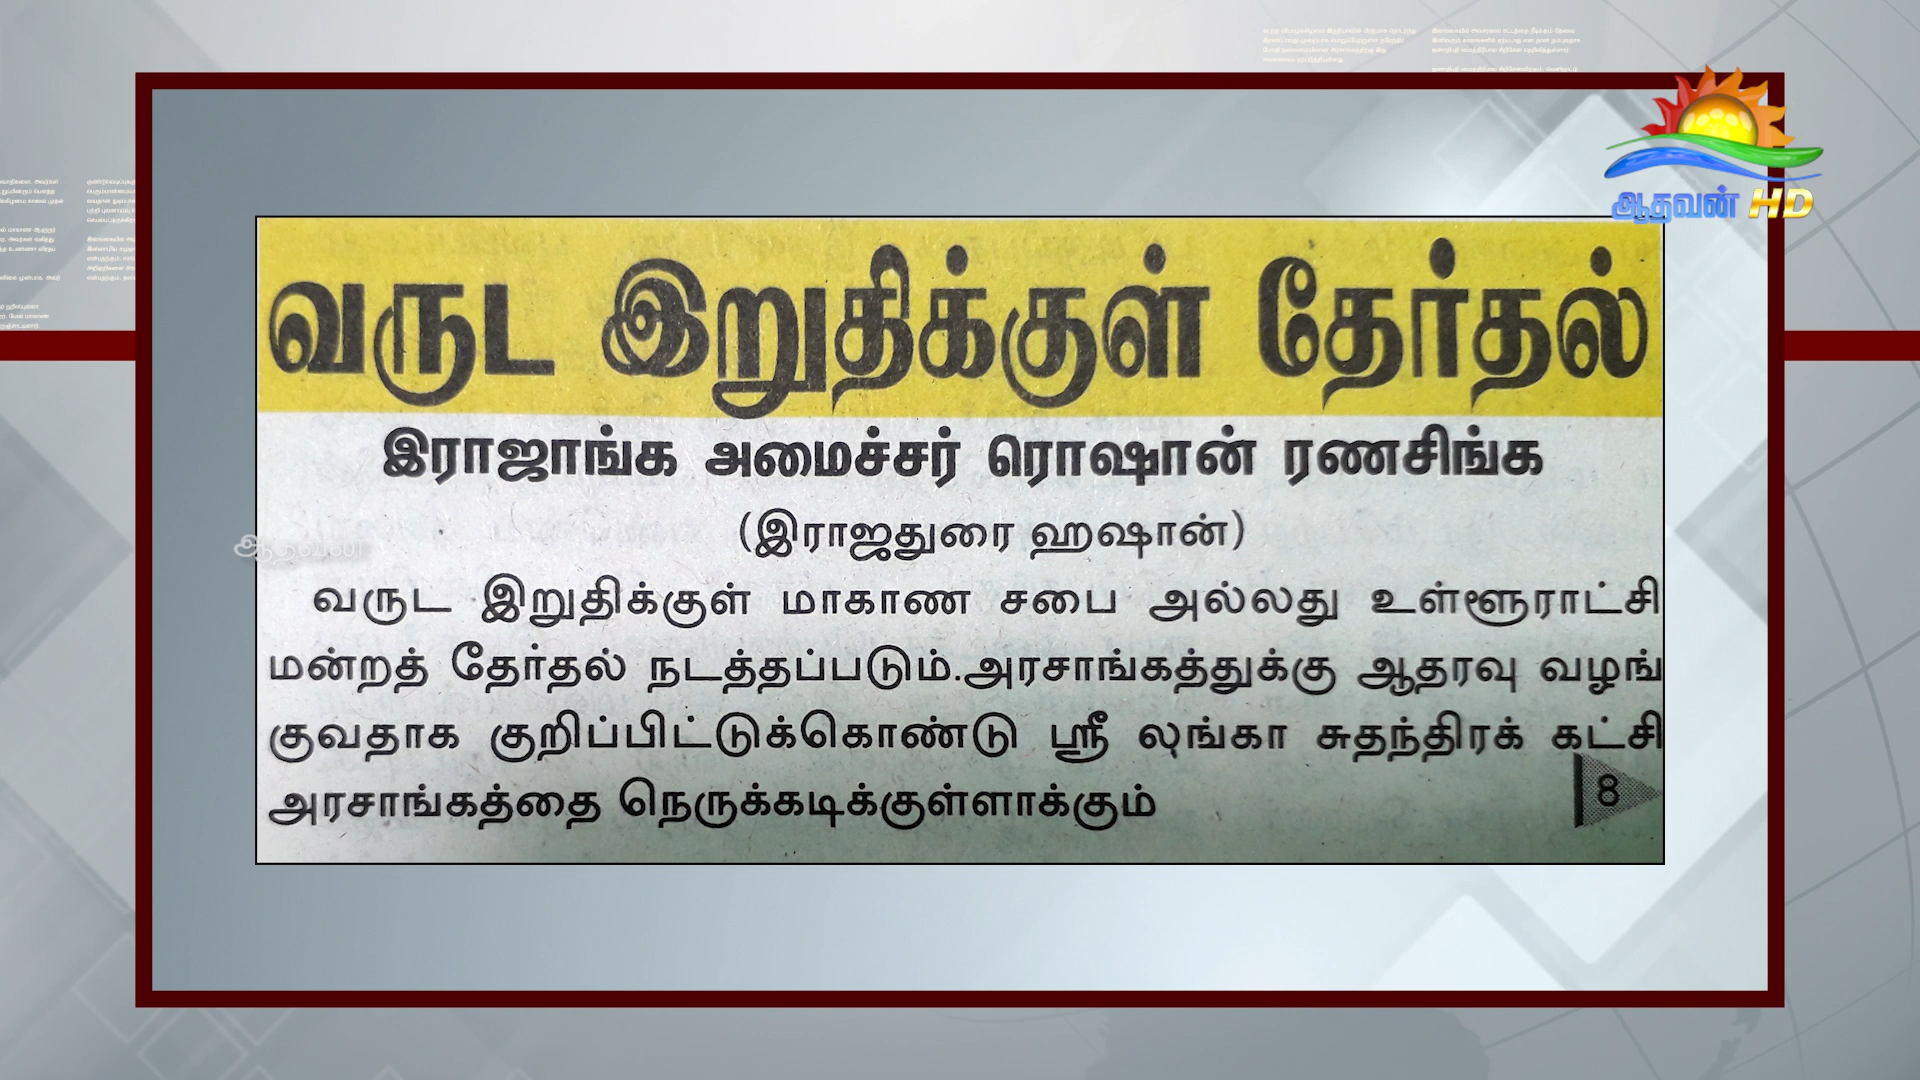 ஆதவன் HD
வருட இறுதிக்குள் தேர்தல்
இராஜாங்க அமைச்சர் ரொஷான் ரணசிங்க
(இராஜதுரை ஹஷான்)
ஆதவன்
வருட இறுதிக்குள் மாகாண சபை அல்லது உள்ளூராட்சி
மன்றத் தேர்தல் நடத்தப்படும்.அரசாங்கத்துக்கு ஆதரவு வழங்
குவதாக குறிப்பிட்டுக்கொண்டு ஸ்ரீ லங்கா சுதந்திரக் கட்சி
அரசாங்கத்தை நெருக்கடிக்குள்ளாக்கும்
8